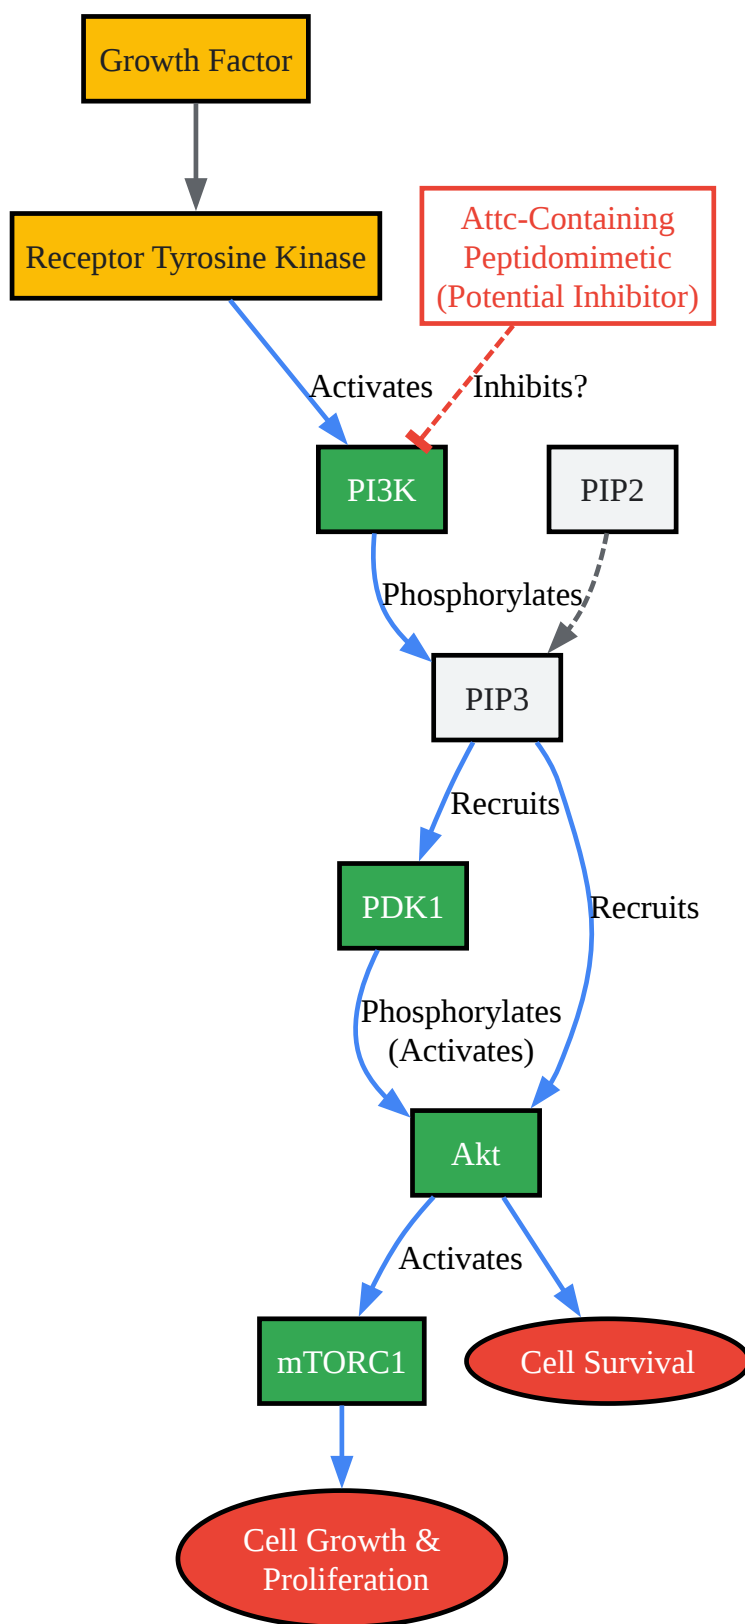 Growth Factor
Receptor Tyrosine Kinase
Attc-Containing
Peptidomimetic
(Potential Inhibitor)
Activates
Inhibits?
PI3K
PIP2
Phosphorylates
PIP3
Recruits
PDK1
Recruits
Phosphorylates
(Activates)
Akt
Activates
mTORC1
Cell Survival
Cell Growth &
Proliferation